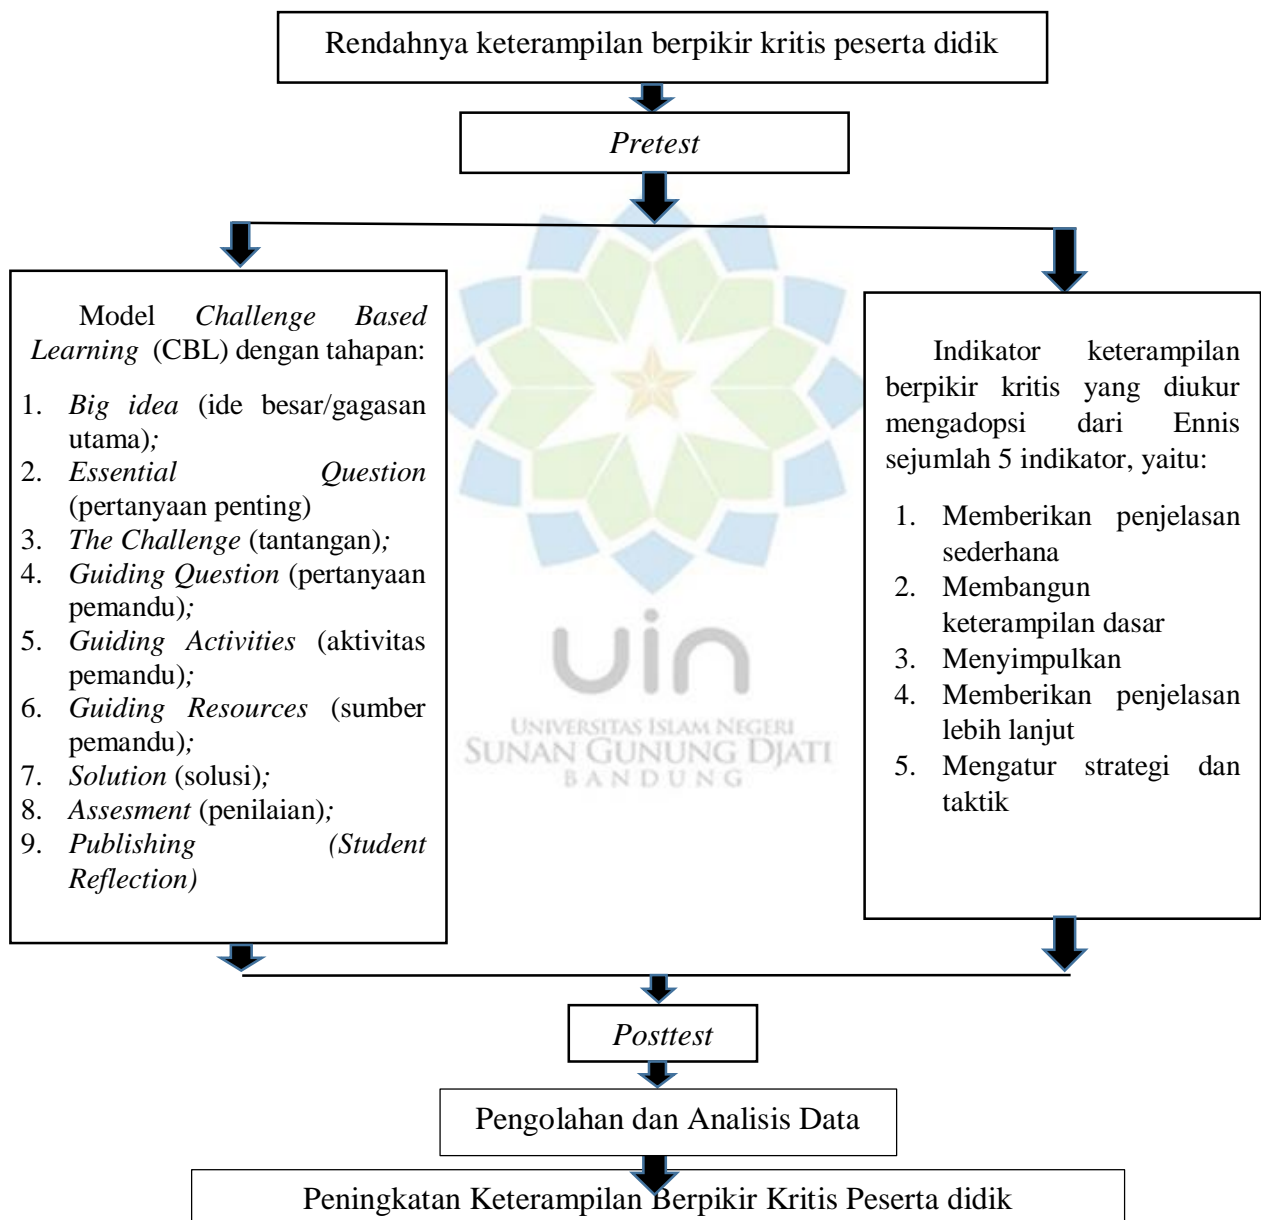 Rendahnya keterampilan berpikir kritis peserta didik
Pretest
Model Challenge Based
Learning (CBL) dengan tahapan:
1. Big idea (ide besar/gagasan
utama);
2. Essential Question
(pertanyaan penting)
3. The Challenge (tantangan);
4. Guiding Question (pertanyaan
pemandu);
5. Guiding Activities (aktivitas
pemandu);
6. Guiding Resources (sumber
pemandu);
7. Solution (solusi);
8. Assesment (penilaian);
9. Publishing (Student
Reflection)
Indikator keterampilan
berpikir kritis yang diukur
mengadopsi dari Ennis
sejumlah 5 indikator, yaitu:
1. Memberikan penjelasan
sederhana
2. Membangun
keterampilan dasar
3. Menyimpulkan
4. Memberikan penjelasan
lebih lanjut
5. Mengatur strategi dan
taktik
uin
UNIVERSITAS ISLAM NEGERI
SUNAN GUNUNG DJATI
BANDUNG
Posttest
Pengolahan dan Analisis Data
Peningkatan Keterampilan Berpikir Kritis Peserta didik